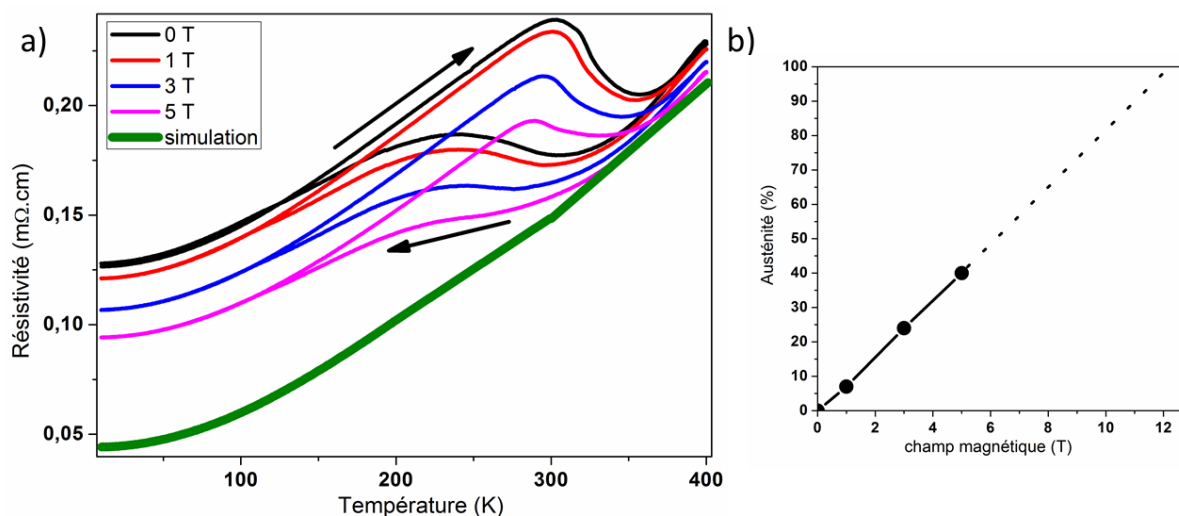 a)
0 T
1 T
3 T
5 T
simulation
0,20
0,15
0,10
0,05
Résistivité (mΩ.cm)
100
200
300
400
Température (K)
b)
100
90
80
70
60
50
40
30
20
10
0
Austénité (%)
0
2
4
6
8
10
12
champ magnétique (T)